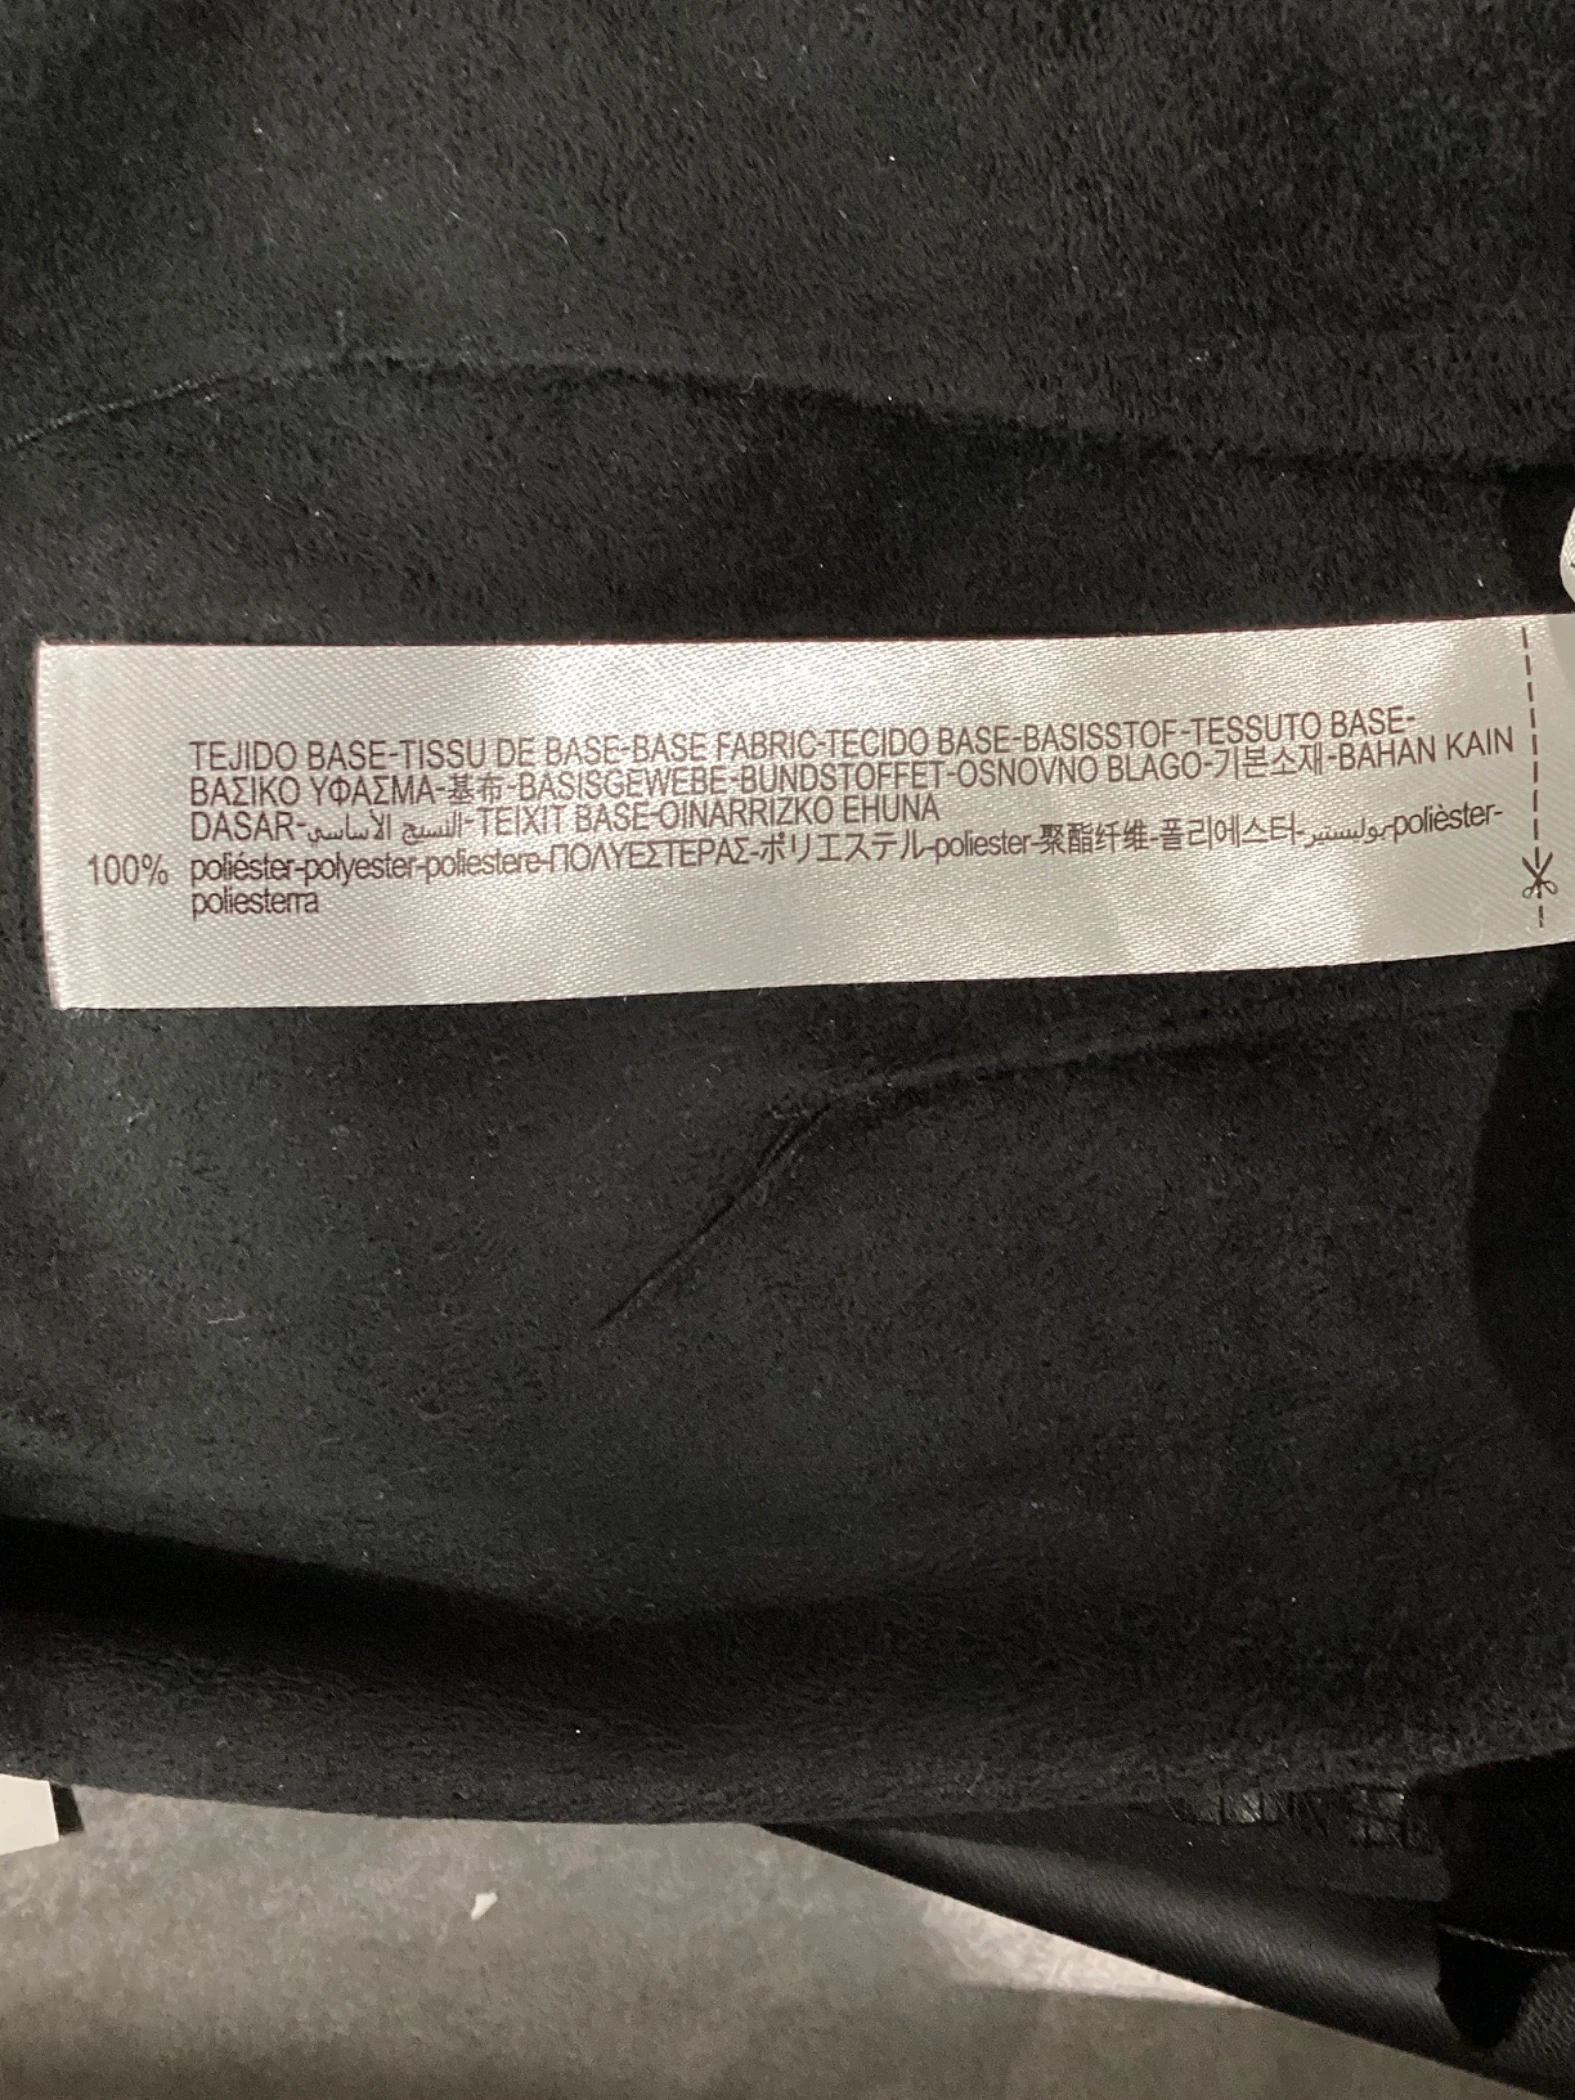 TEJIDO BASE-TISSU DE BASE-BASE FABRIC-TECIDO BASE-BASISSTOF-TESSUTO BASE-
ΒΑΣΙΚΟ ΥΦΑΣΜΑ-基布-BASISGEWEBE-BUNDSTOFFET-OSNOVNO BLAGO-기본소재-BAHAN KAIN
DASAR-النسيج الأساسي-TEIXIT BASE-OINARRIZKO EHUNA
100% poliéster-polyester-poliestere-ΠΟΛΥΕΣΤΕΡΑΣ-ポリエステル-poliester-聚酯纤维-폴리에스터-بوليستير-polièster-
poliesterra